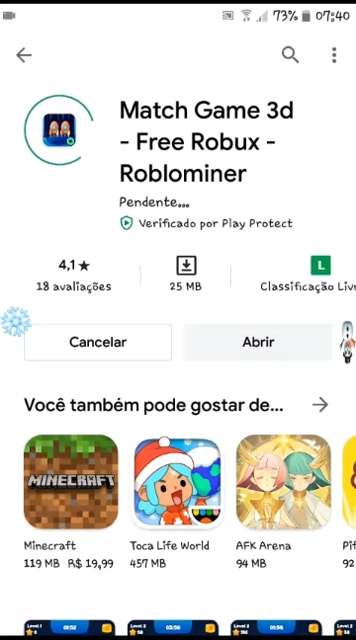 73% 07:40
Match Game 3d
- Free Robux -
Roblominer
Pendente...
Verificado por Play Protect
4,1★ L
18 avaliações 25 MB Classificação Livr
Cancelar Abrir
Você também pode gostar de...
MINECRAFT
Minecraft Toca Life World AFK Arena
119 MB R$ 19,99 457 MB 94 MB 92